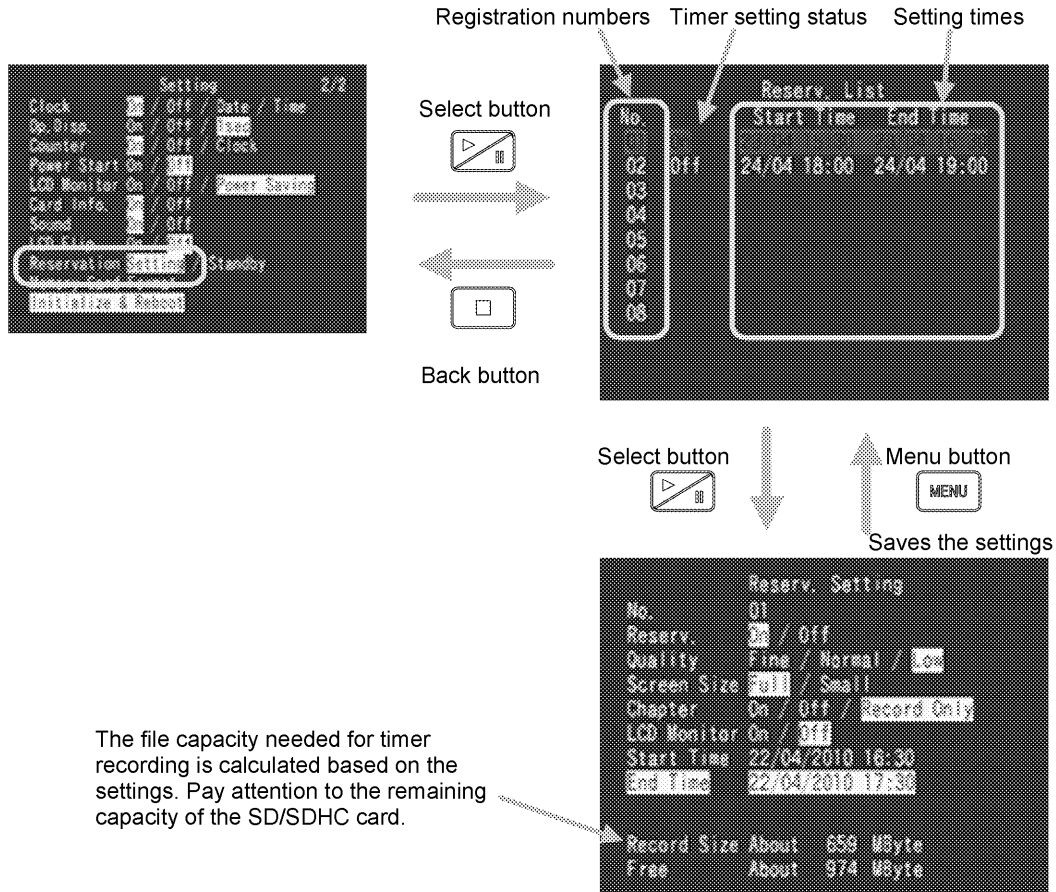 Registration numbers Timer setting status Setting times
Setting 2/2
Clock On / Off / Date / Time
Op.Disp. On / Off / 3sec
Counter On / Off / Clock
Power Start On / Off
LCD Monitor On / Off / Power Saving
Card Info. On / Off
Sound On / Off
LCD Flip On / Off
Reservation Setting / Standby
Initialize & Reboot
Select button
Back button
Reserv. List
No. Start Time End Time
02 Off 24/04 18:00 24/04 19:00
03
04
05
06
07
08
Select button
Menu button
MENU
Saves the settings
Reserv. Setting
No. 01
Reserv. On / Off
Quality Fine / Normal / Low
Screen Size Full / Small
Chapter On / Off / Record Only
LCD Monitor On / Off
Start Time 22/04/2010 16:30
End Time 22/04/2010 17:30
Record Size About 659 MByte
Free About 974 MByte
The file capacity needed for timer
recording is calculated based on the
settings. Pay attention to the remaining
capacity of the SD/SDHC card.